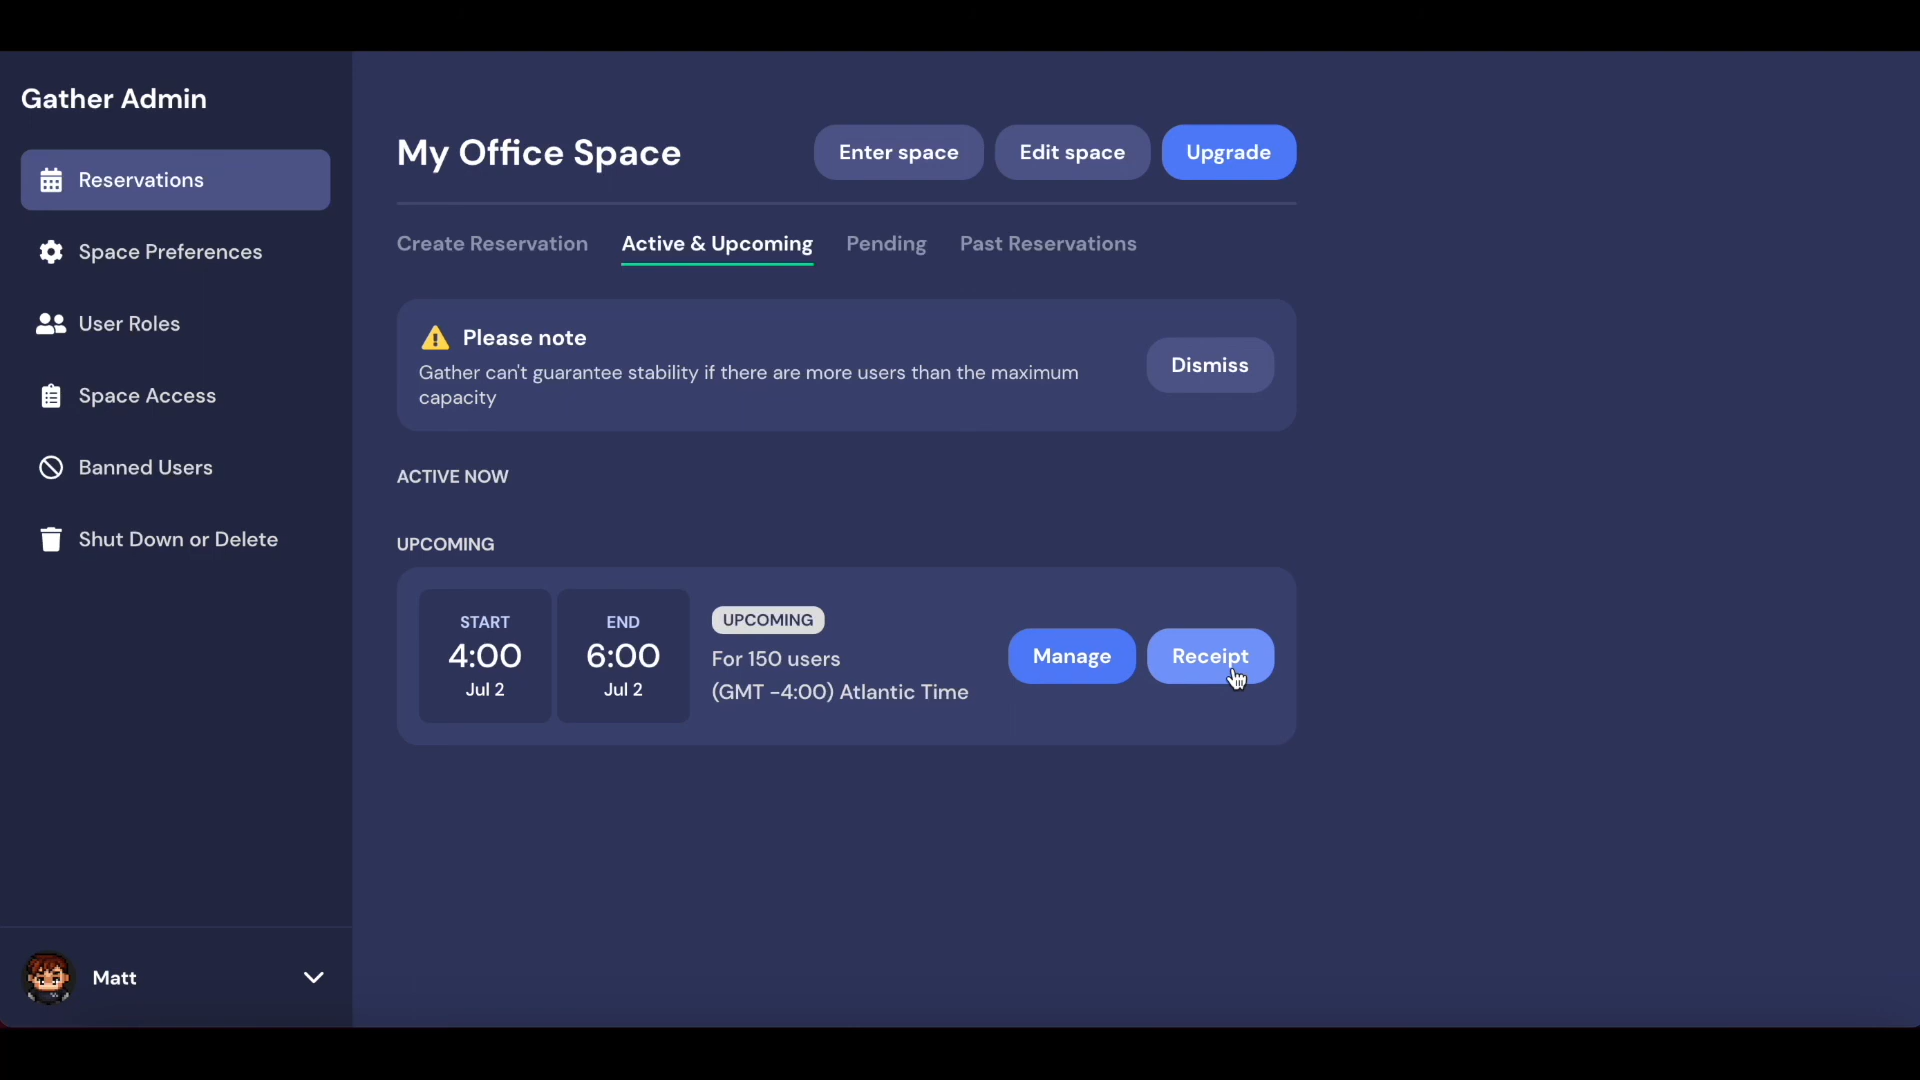 Gather Admin
Reservations
Space Preferences
User Roles
Space Access
Banned Users
Shut Down or Delete
Matt
My Office Space
Enter space
Edit space
Upgrade
Create Reservation
Active & Upcoming
Pending
Past Reservations
Please note
Gather can't guarantee stability if there are more users than the maximum
capacity
Dismiss
ACTIVE NOW
UPCOMING
START
4:00
Jul 2
END
6:00
Jul 2
UPCOMING
For 150 users
(GMT -4:00) Atlantic Time
Manage
Receipt